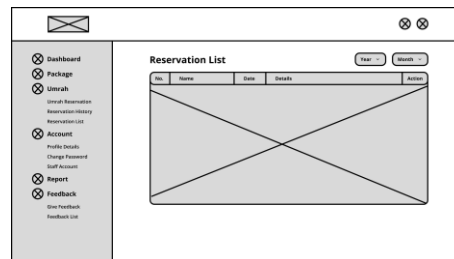 Dashboard
Package
Umrah
Umrah Reservation
Reservation History
Reservation List
Account
Profile Details
Change Password
Staff Account
Report
Feedback
Give Feedback
Feedback List
Reservation List
Year
Month
No. Name Date Details Action